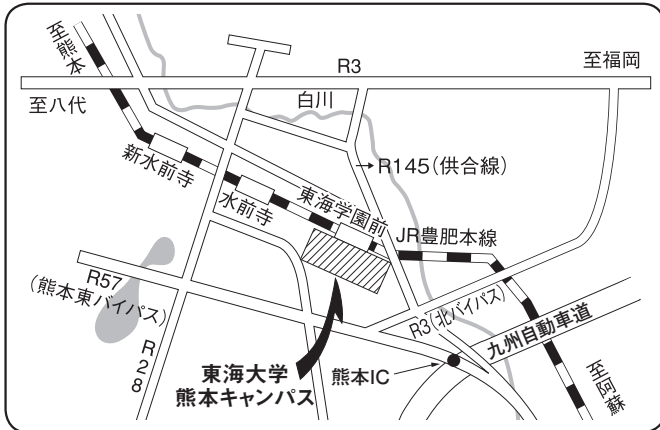 至熊本
R3
至福岡
至八代
白川
R145(供合線)
新水前寺
水前寺
東海学園前
JR豊肥本線
R57
(熊本東バイパス)
R3(北バイパス)
九州自動車道
R28
東海大学
熊本キャンパス
熊本IC
至阿蘇